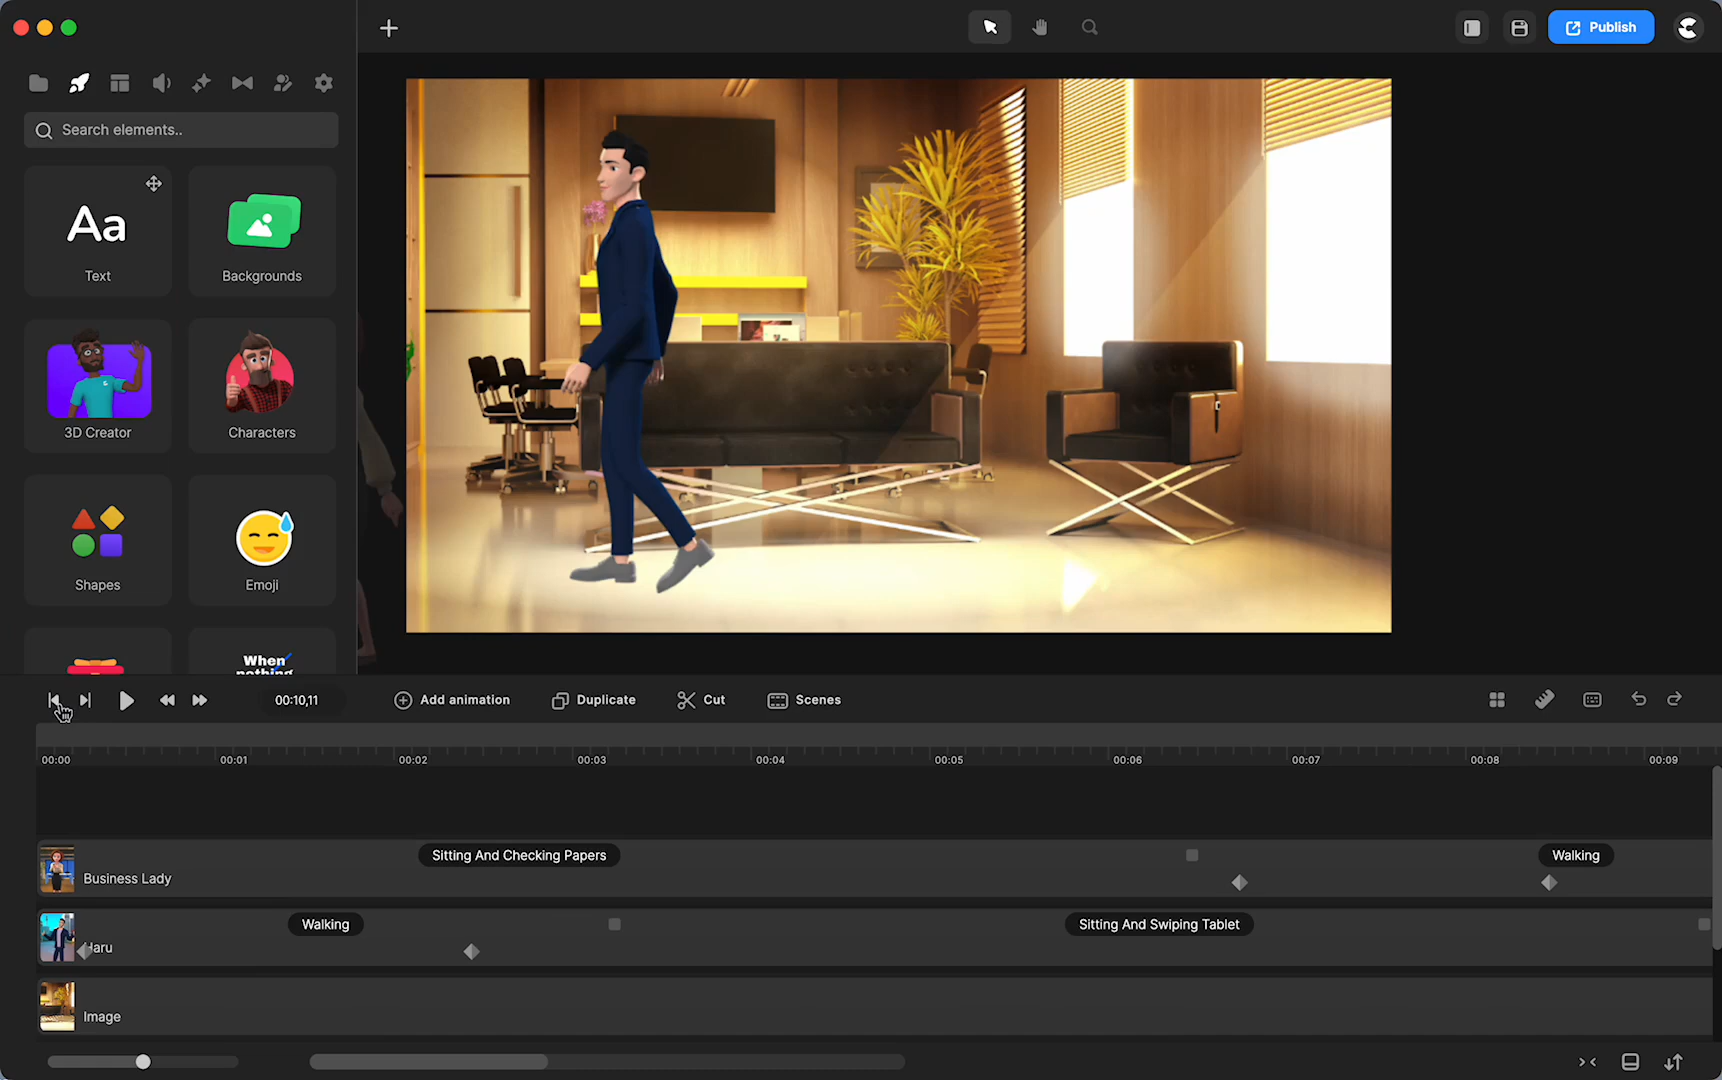 Publish
Search elements..
Aa
Text
Backgrounds
3D Creator
Characters
Shapes
Emoji
When
nothing
00:10,11
Add animation
Duplicate
Cut
Scenes
00:00
00:01
00:02
00:03
00:04
00:05
00:06
00:07
00:08
00:09
Sitting And Checking Papers
Walking
Business Lady
Walking
Sitting And Swiping Tablet
Haru
Image